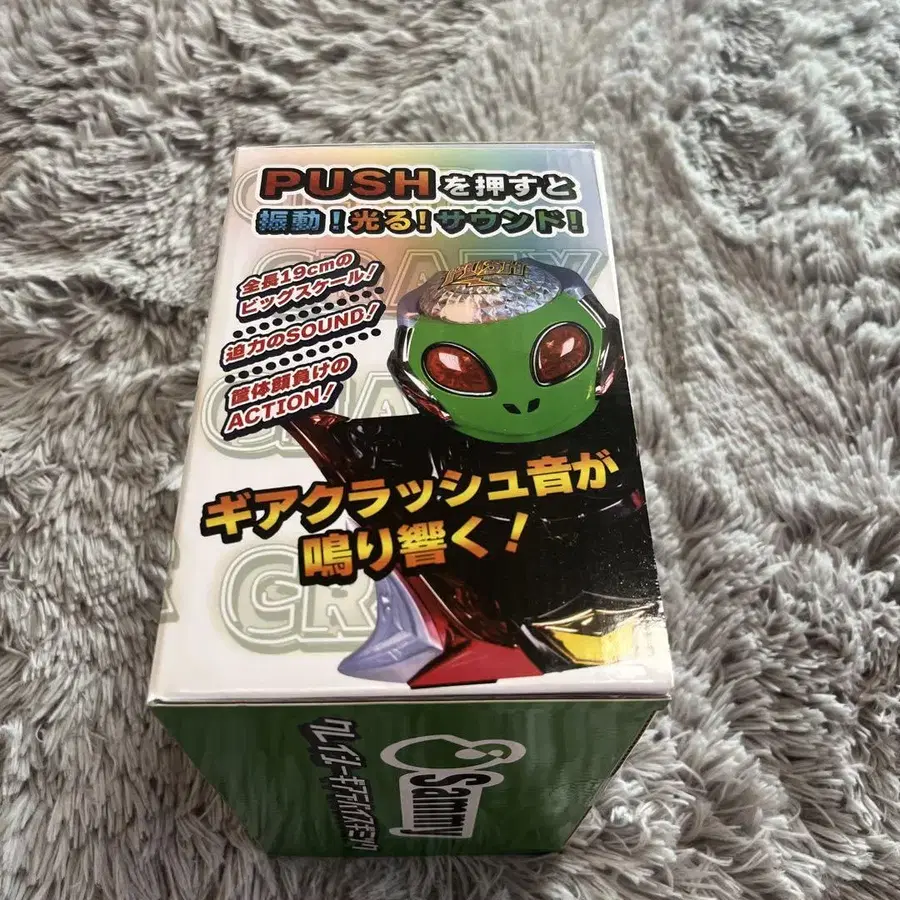 PUSHを押すと
振動！光る！サウンド！
全長19cmの
ビッグスケール！
迫力のSOUND！
筐体顔負けの
ACTION！
CRAZY
CRAZY
CRAZY
ギアクラッシュ音が
鳴り響く！
Sammy